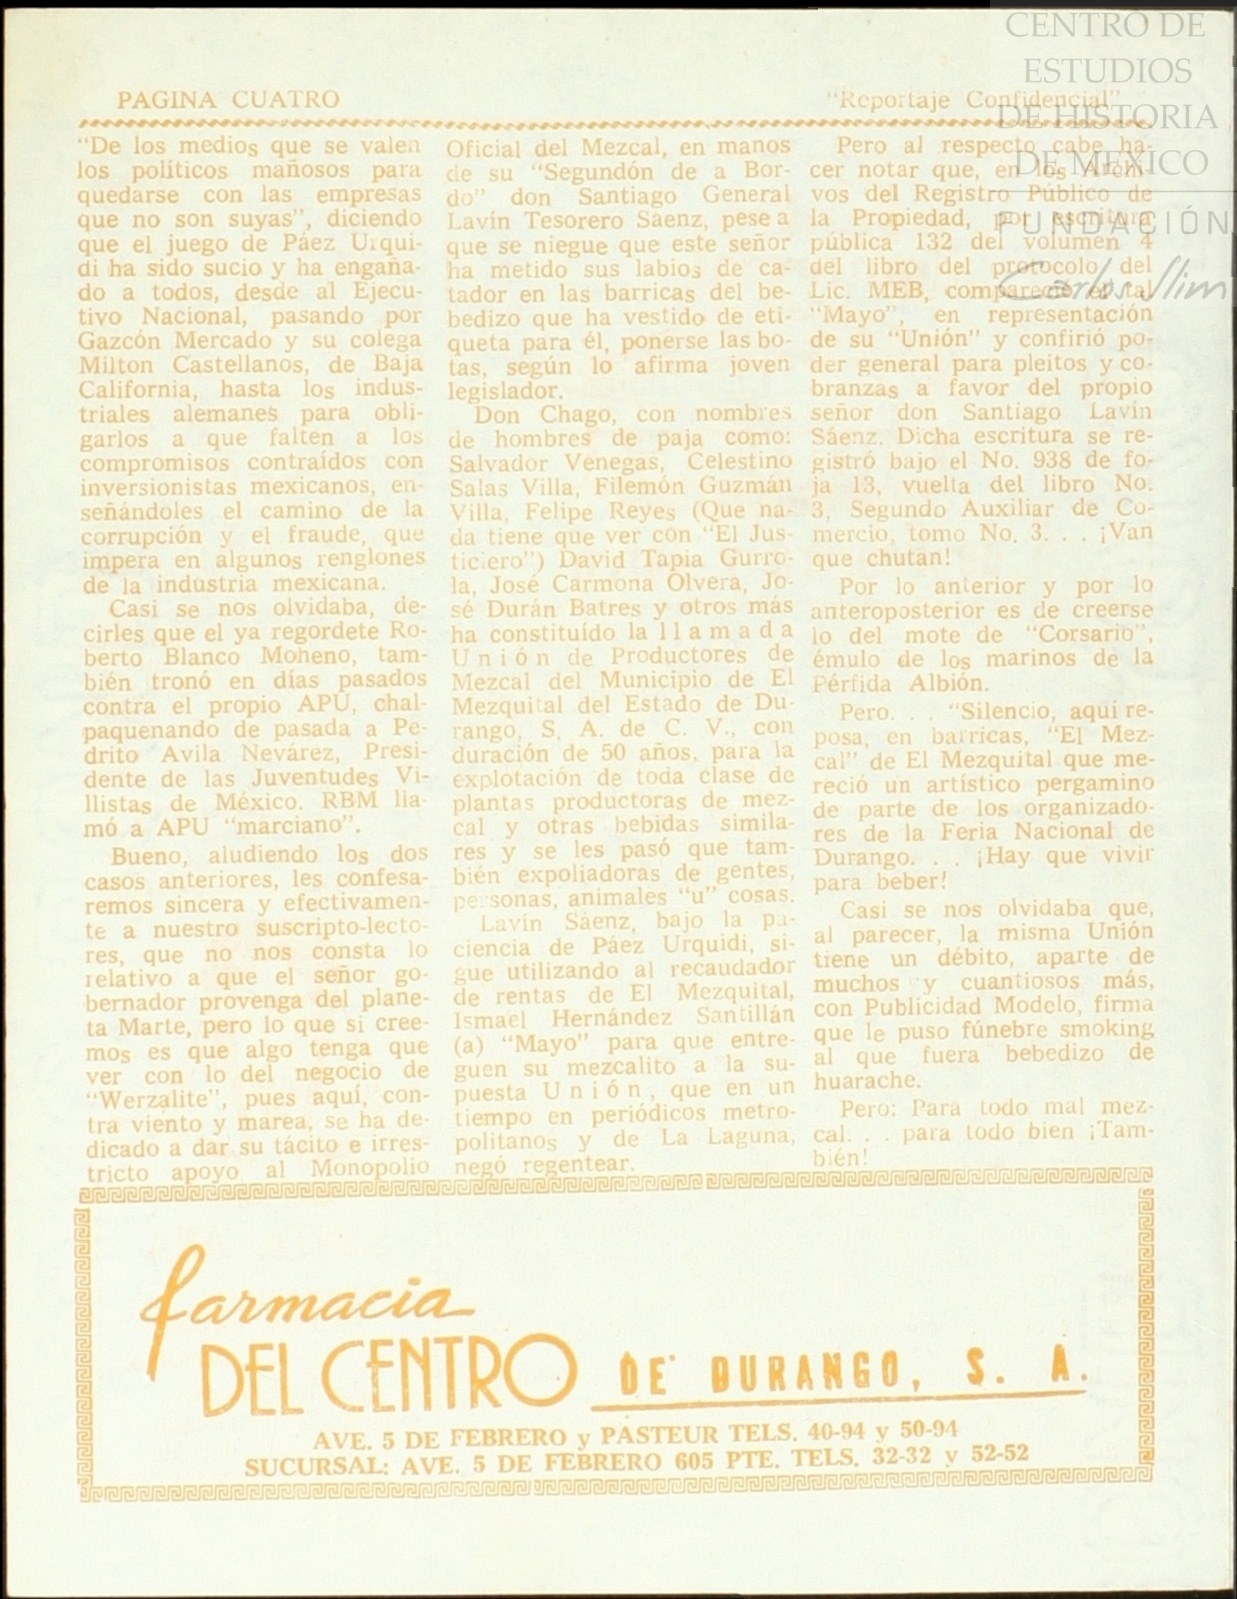 CENTRO DE
ESTUDIOS
DE HISTORIA
DE MEXICO
FUNDACIÓN
Carlos Slim
PAGINA CUATRO
"Reportaje Confidencial"
"De los medios que se valen
los políticos mañosos para
quedarse con las empresas
que no son suyas", diciendo
que el juego de Páez Urqui-
di ha sido sucio y ha engaña-
do a todos, desde al Ejecu-
tivo Nacional, pasando por
Gazcón Mercado y su colega
Milton Castellanos, de Baja
California, hasta los indus-
triales alemanes para obli-
garlos a que falten a los
compromisos contraídos con
inversionistas mexicanos, en-
señándoles el camino de la
corrupción y el fraude, que
impera en algunos renglones
de la industria mexicana.
Casi se nos olvidaba, de-
cirles que el ya regordete Ro-
berto Blanco Moheno, tam-
bién tronó en días pasados
contra el propio APU, chal-
paquenando de pasada a Pe-
drito Avila Nevárez, Presi-
dente de las Juventudes Vi-
llistas de México. RBM lla-
mó a APU "marciano".
Bueno, aludiendo los dos
casos anteriores, les confesa-
remos sincera y efectivamen-
te a nuestro suscripto-lecto-
res, que no nos consta lo
relativo a que el señor go-
bernador provenga del plane-
ta Marte, pero lo que si cree-
mos es que algo tenga que
ver con lo del negocio de
"Werzalite", pues aquí, con-
tra viento y marea, se ha de-
dicado a dar su tácito e irres-
tricto apoyo al Monopolio
Oficial del Mezcal, en manos
de su "Segundón de a Bor-
do" don Santiago General
Lavín Tesorero Sáenz, pese a
que se niegue que este señor
ha metido sus labios de ca-
tador en las barricas del be-
bedizo que ha vestido de eti-
queta para él, ponerse las bo-
tas, según lo afirma joven
legislador.
Don Chago, con nombres
de hombres de paja como:
Salvador Venegas, Celestino
Salas Villa, Filemón Guzmán
Villa, Felipe Reyes (Que na-
da tiene que ver con "El Jus-
ticiero") David Tapia Gurro-
la, José Carmona Olvera, Jo-
sé Durán Batres y otros más
ha constituído la llamada
Unión de Productores de
Mezcal del Municipio de El
Mezquital del Estado de Du-
rango, S. A. de C. V., con
duración de 50 años, para la
explotación de toda clase de
plantas productoras de mez-
cal y otras bebidas simila-
res y se les pasó que tam-
bién expoliadoras de gentes,
personas, animales "u" cosas.
Lavín Sáenz, bajo la pa-
ciencia de Páez Urquidi, si-
gue utilizando al recaudador
de rentas de El Mezquital,
Ismael Hernández Santillán
(a) "Mayo" para que entre-
guen su mezcalito a la su-
puesta Unión, que en un
tiempo en periódicos metro-
politanos y de La Laguna,
negó regentear.
Pero al respecto cabe ha-
cer notar que, en los Archi-
vos del Registro Público de
la Propiedad, por escritura
pública 132 del volumen 4
del libro del protocolo del
Lic. MEB, compareció el tal
"Mayo", en representación
de su "Unión" y confirió po-
der general para pleitos y co-
branzas a favor del propio
señor don Santiago Lavín
Sáenz. Dicha escritura se re-
gistró bajo el No. 938 de fo-
ja 13, vuelta del libro No.
3, Segundo Auxiliar de Co-
mercio, tomo No. 3. . . ¡Van
que chutan!
Por lo anterior y por lo
anteroposterior es de creerse
lo del mote de "Corsario",
émulo de los marinos de la
Pérfida Albión.
Pero. . . "Silencio, aquí re-
posa, en barricas, "El Mez-
cal" de El Mezquital que me-
reció un artístico pergamino
de parte de los organizado-
res de la Feria Nacional de
Durango. . . ¡Hay que vivir
para beber!
Casi se nos olvidaba que,
al parecer, la misma Unión
tiene un débito, aparte de
muchos y cuantiosos más,
con Publicidad Modelo, firma
que le puso fúnebre smoking
al que fuera bebedizo de
huarache.
Pero: Para todo mal mez-
cal. . . para todo bien ¡Tam-
bién!
farmacia
DEL CENTRO DE DURANGO, S. A.
AVE. 5 DE FEBRERO y PASTEUR TELS. 40-94 y 50-94
SUCURSAL: AVE. 5 DE FEBRERO 605 PTE. TELS. 32-32 y 52-52